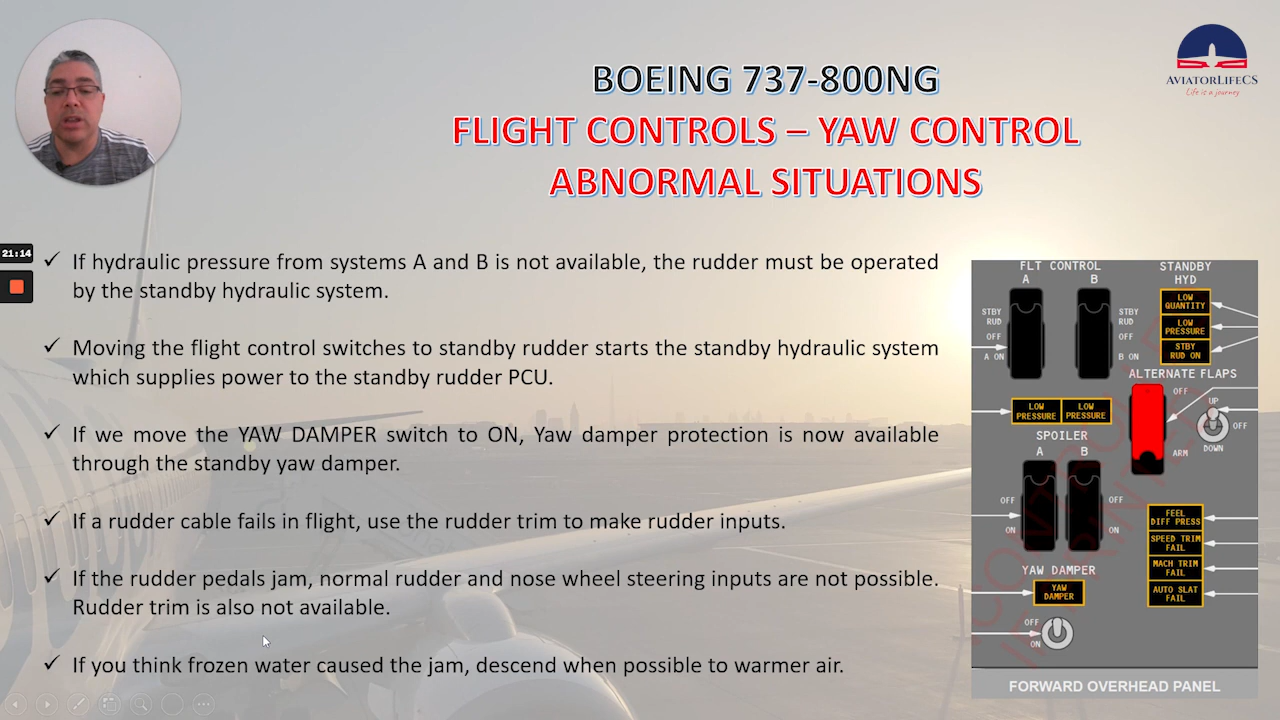 AVIATORLIFECS
Life is a journey
BOEING 737-800NG
FLIGHT CONTROLS – YAW CONTROL
ABNORMAL SITUATIONS
21:14
✓ If hydraulic pressure from systems A and B is not available, the rudder must be operated
by the standby hydraulic system.
✓ Moving the flight control switches to standby rudder starts the standby hydraulic system
which supplies power to the standby rudder PCU.
✓ If we move the YAW DAMPER switch to ON, Yaw damper protection is now available
through the standby yaw damper.
✓ If a rudder cable fails in flight, use the rudder trim to make rudder inputs.
✓ If the rudder pedals jam, normal rudder and nose wheel steering inputs are not possible.
Rudder trim is also not available.
✓ If you think frozen water caused the jam, descend when possible to warmer air.
FLT CONTROL
A B
STBY
RUD
OFF
A ON
STBY
RUD
OFF
B ON
STANDBY
HYD
LOW
QUANTITY
LOW
PRESSURE
STBY
RUD ON
ALTERNATE FLAPS
OFF
ARM
UP
OFF
DOWN
LOW
PRESSURE
LOW
PRESSURE
SPOILER
A B
OFF
ON
OFF
ON
FEEL
DIFF PRESS
SPEED TRIM
FAIL
MACH TRIM
FAIL
AUTO SLAT
FAIL
YAW DAMPER
YAW
DAMPER
OFF
ON
FORWARD OVERHEAD PANEL